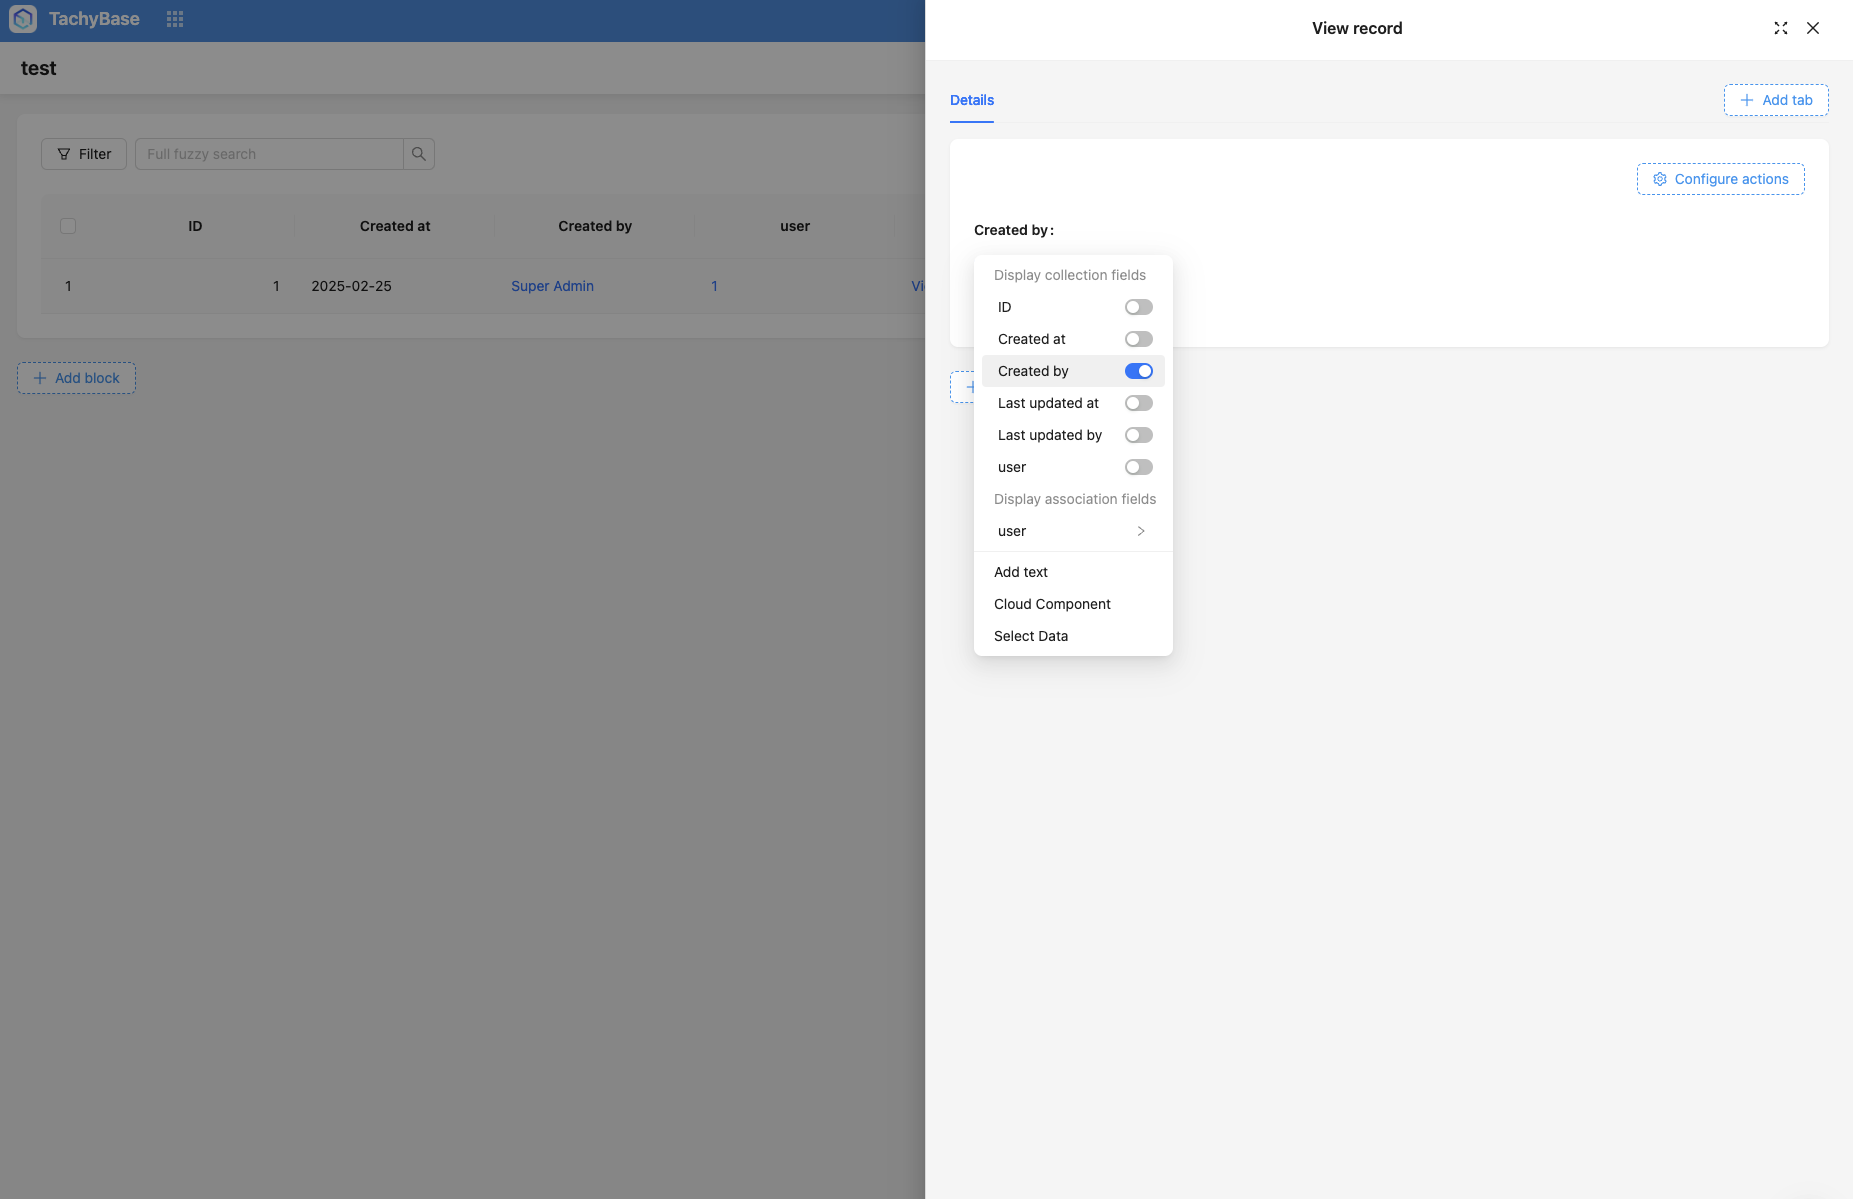 TachyBase
test
Filter
Full fuzzy search
ID
Created at
Created by
user
1
1
2025-02-25
Super Admin
1
Add block
View record
Details
Add tab
Configure actions
Created by:
Display collection fields
ID
Created at
Created by
Last updated at
Last updated by
user
Display association fields
user
Add text
Cloud Component
Select Data